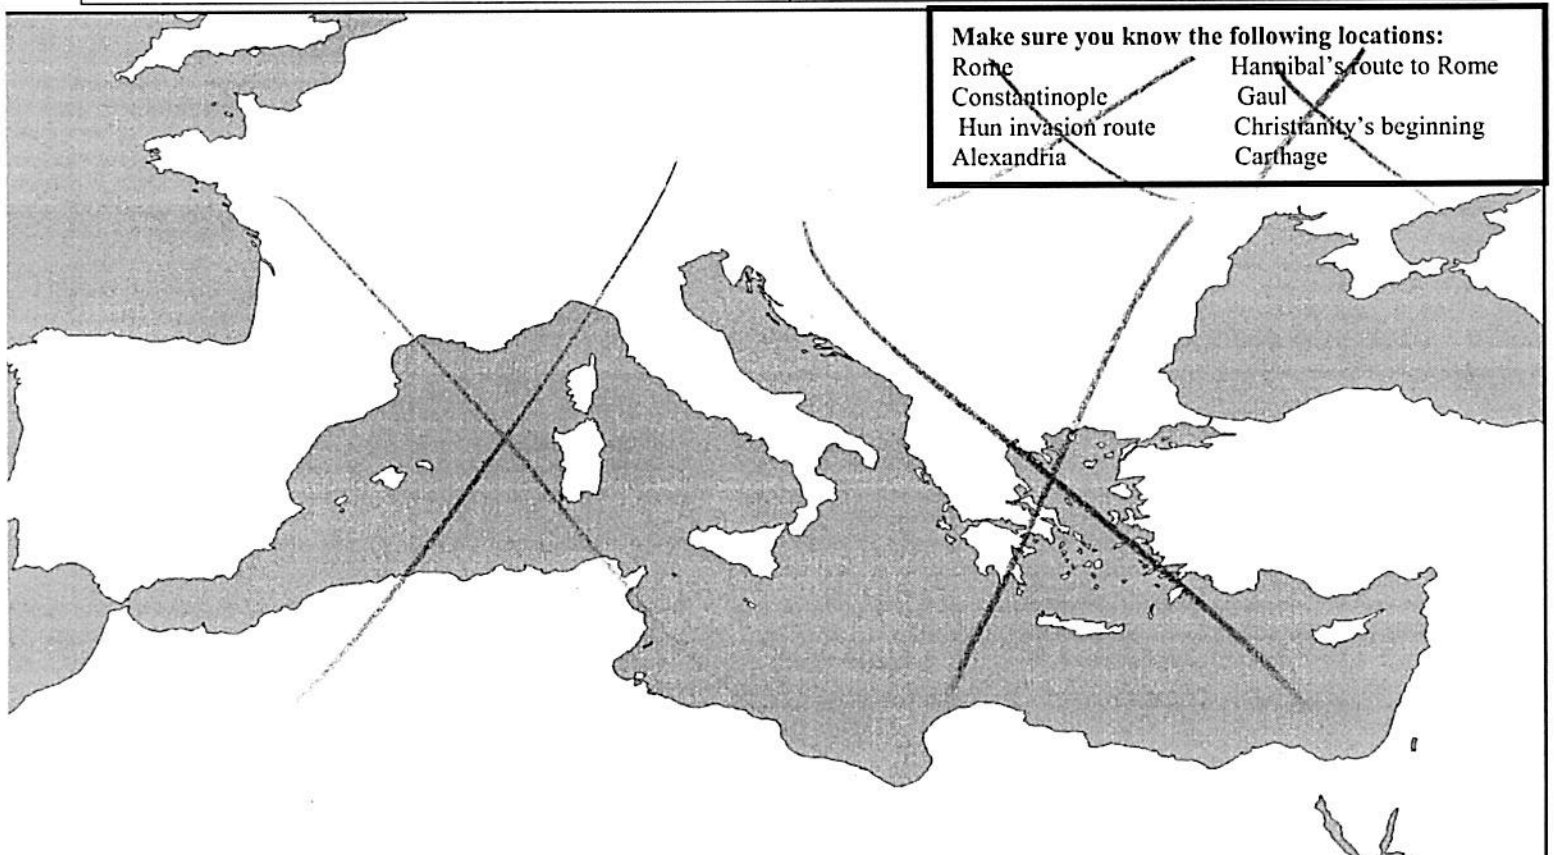 Make sure you know the following locations:
Rome Hannibal's route to Rome
Constantinople Gaul
Hun invasion route Christianity's beginning
Alexandria Carthage